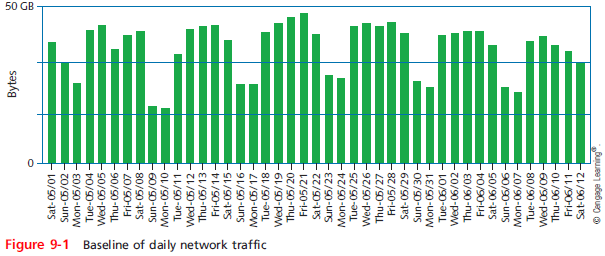 50 GB
Bytes
0
Sat-05/01
Sun-05/02
Mon-05/03
Tue-05/04
Wed-05/05
Thu-05/06
Fri-05/07
Sat-05/08
Sun-05/09
Mon-05/10
Tue-05/11
Wed-05/12
Thu-05/13
Fri-05/14
Sat-05/15
Sun-05/16
Mon-05/17
Tue-05/18
Wed-05/19
Thu-05/20
Fri-05/21
Sat-05/22
Sun-05/23
Mon-05/24
Tue-05/25
Wed-05/26
Thu-05/27
Fri-05/28
Sat-05/29
Sun-05/30
Mon-05/31
Tue-06/01
Wed-06/02
Thu-06/03
Fri-06/04
Sat-06/05
Sun-06/06
Mon-06/07
Tue-06/08
Wed-06/09
Thu-06/10
Fri-06/11
Sat-06/12
© Cengage Learning®.
Figure 9-1 Baseline of daily network traffic